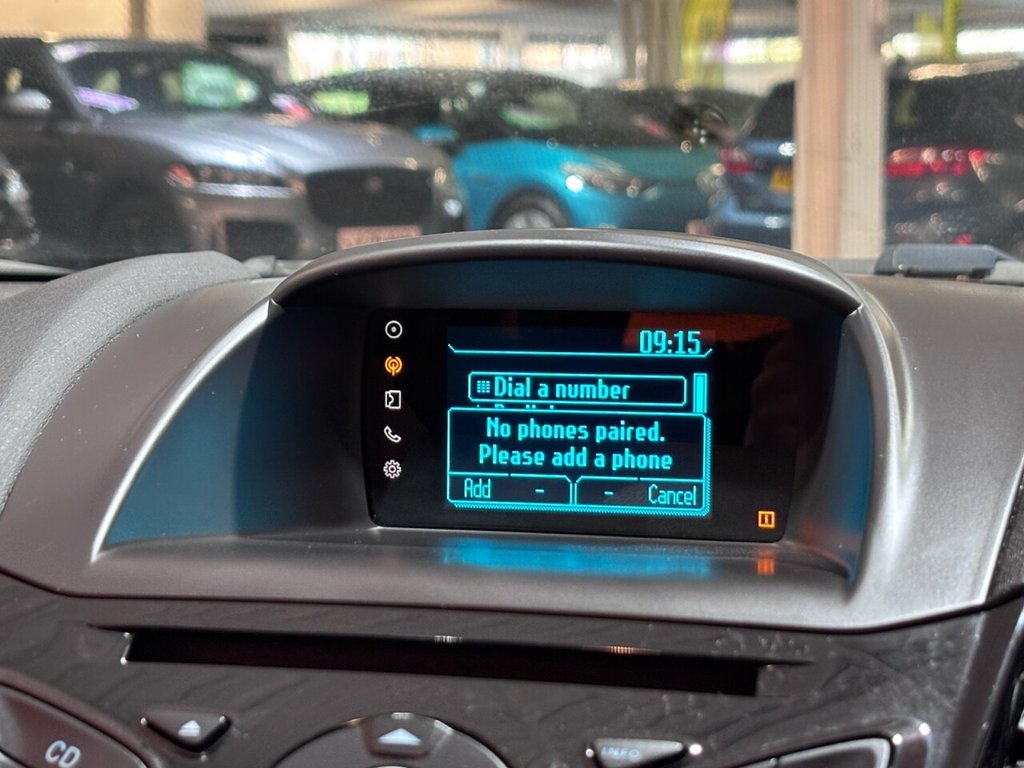 09:15
Dial a number
No phones paired.
Please add a phone
Add - - Cancel
CD
INFO